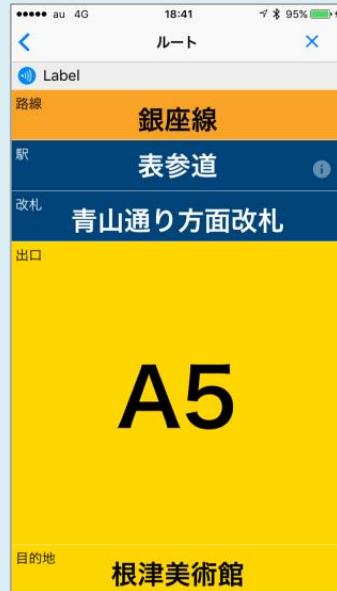 au 4G 18:41 95%
ルート
Label
路線
銀座線
駅
表参道
改札
青山通り方面改札
出口
A5
目的地
根津美術館